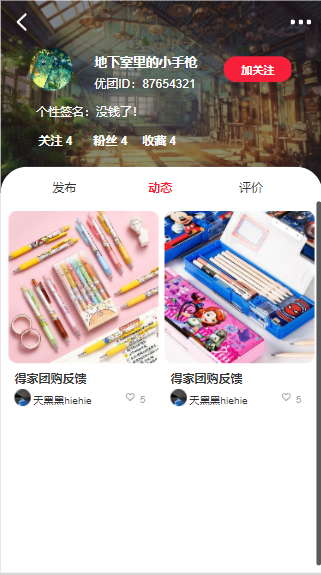 地下室里的小手枪
优团ID：87654321
加关注
个性签名：没钱了！
关注 4 粉丝 4 收藏 4
发布 动态 评价
得家团购反馈
天黑黑hiehie 5
得家团购反馈
天黑黑hiehie 5